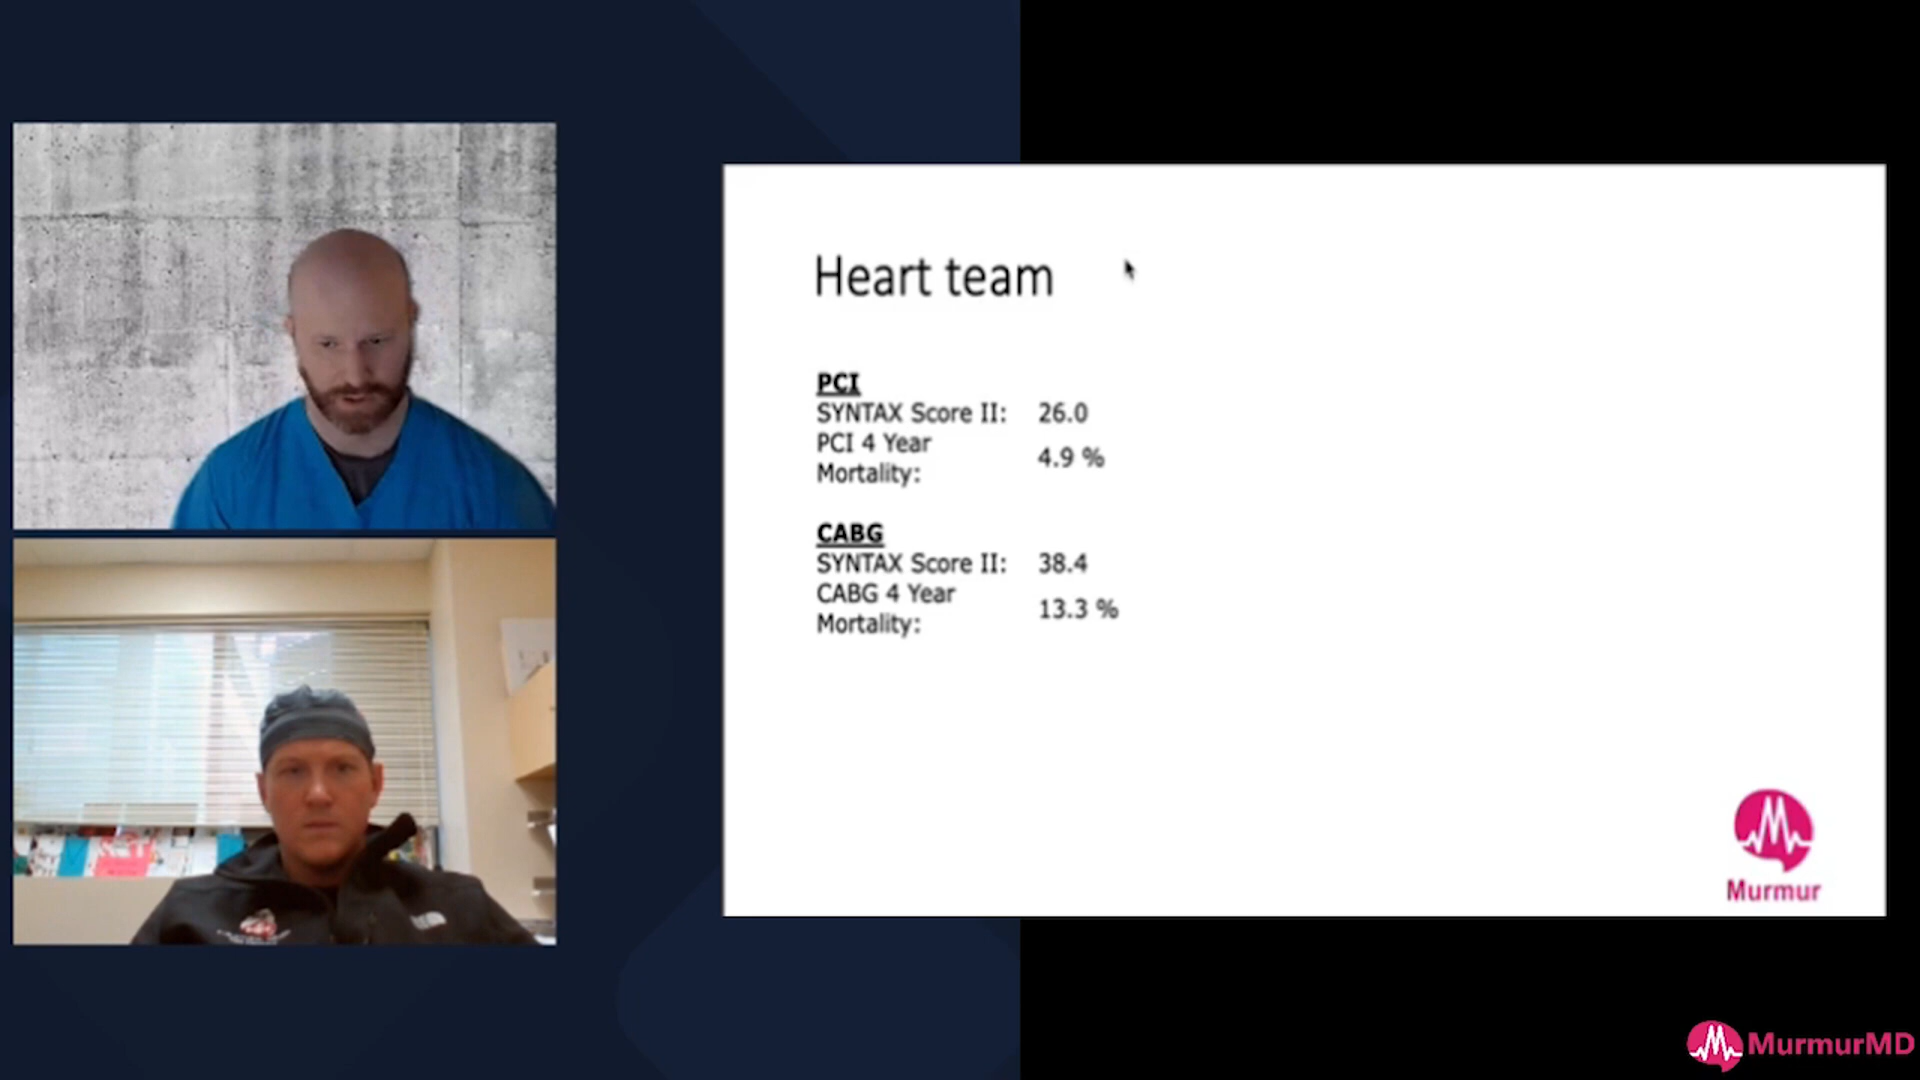 Heart team
PCI
SYNTAX Score II: 26.0
PCI 4 Year
Mortality: 4.9 %
CABG
SYNTAX Score II: 38.4
CABG 4 Year
Mortality: 13.3 %
Murmur
MurmurMD